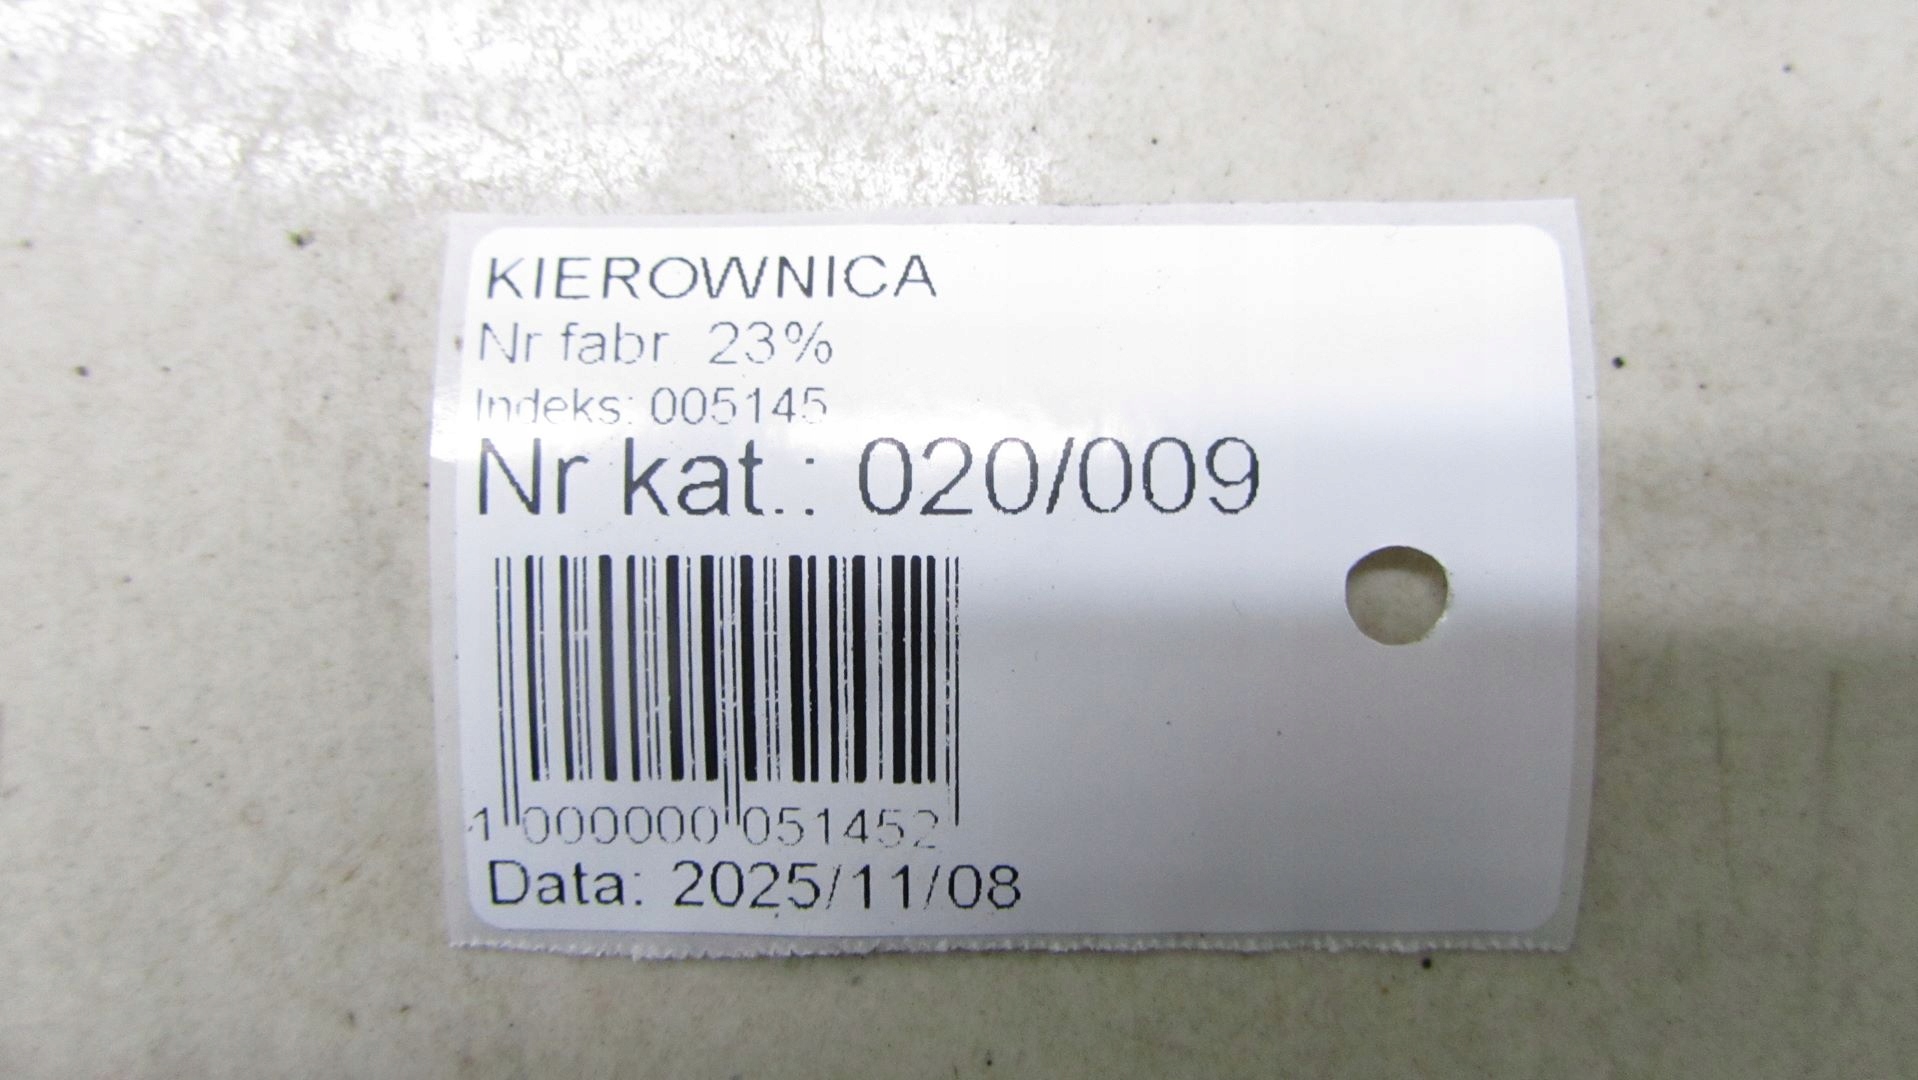 KIEROWNICA
Nr fabr 23%
Indeks: 005145
Nr kat.: 020/009
1 000000 051452
Data: 2025/11/08